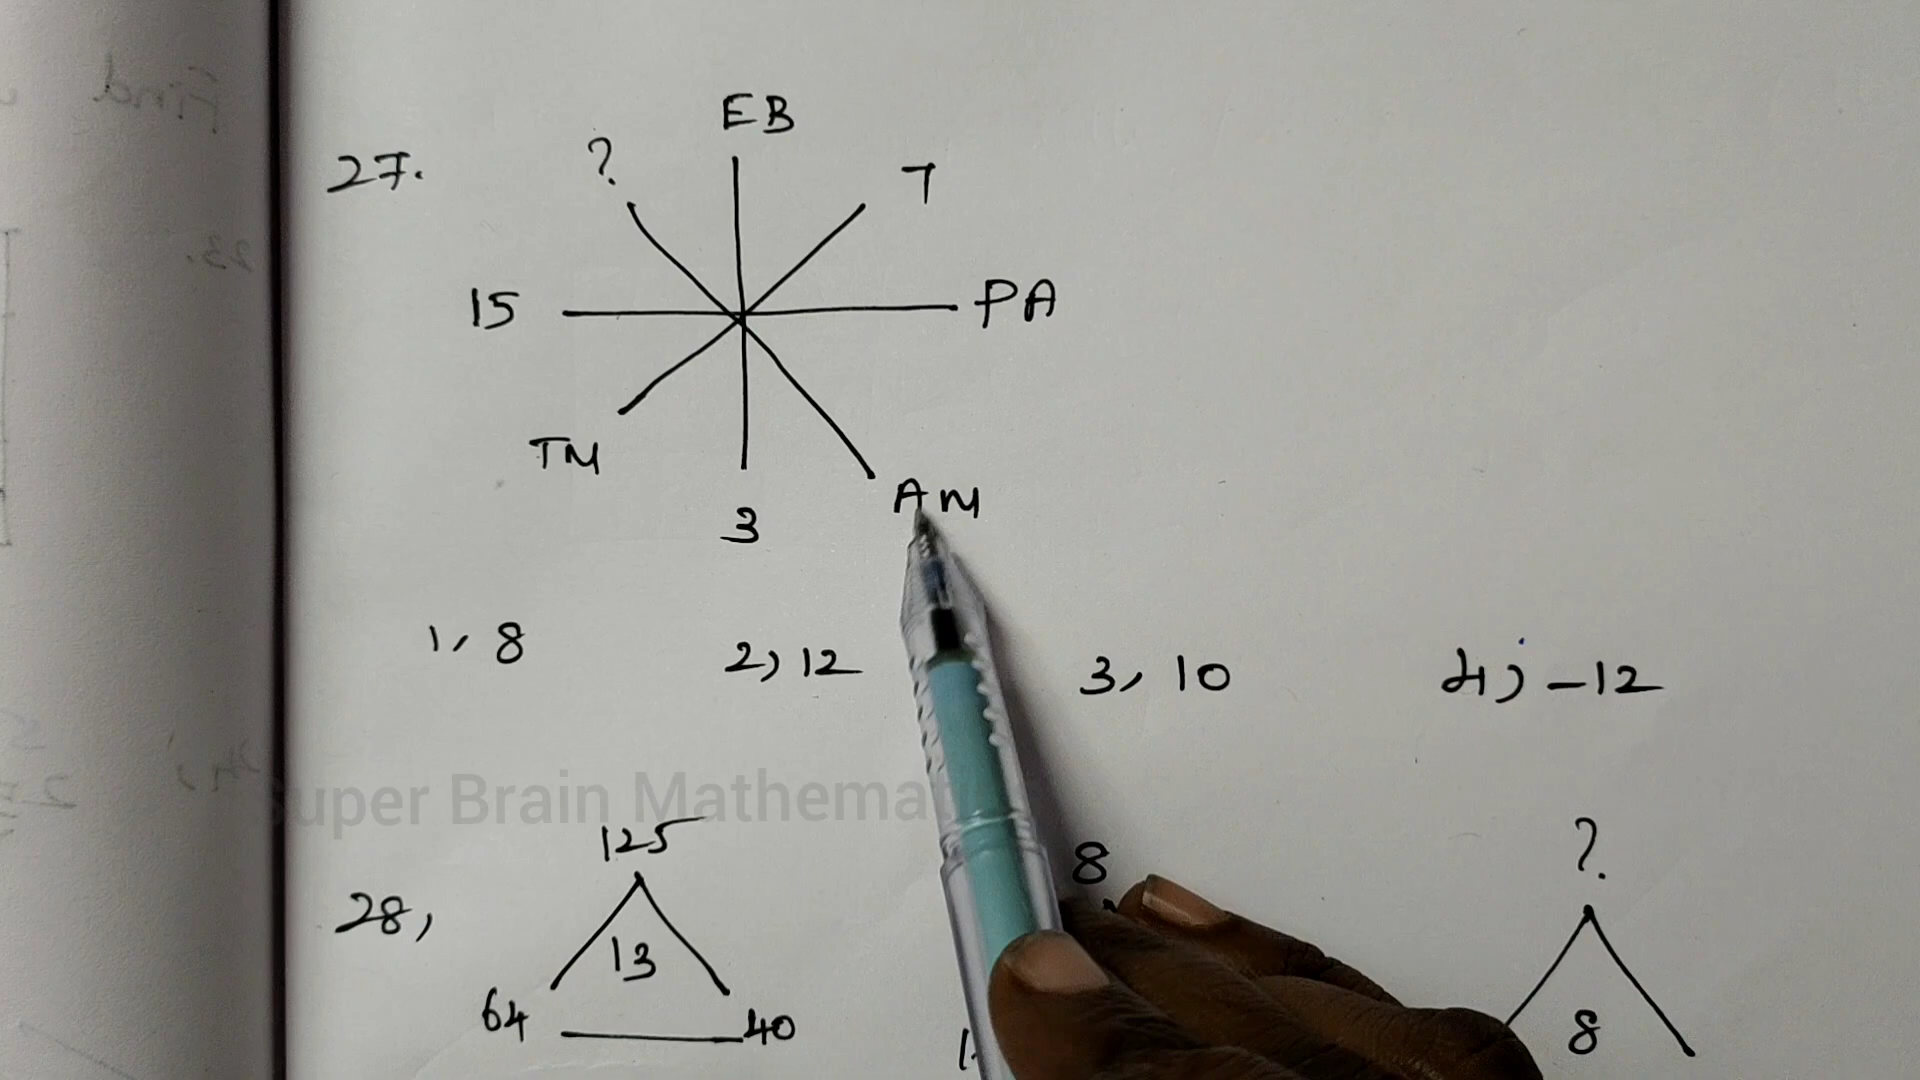 EB
27. ? 7
15 PA
TM AM
3
1, 8 2) 12 3, 10 4) -12
Super Brain Mathemat
28, 125 8 ?
13 8
64 40